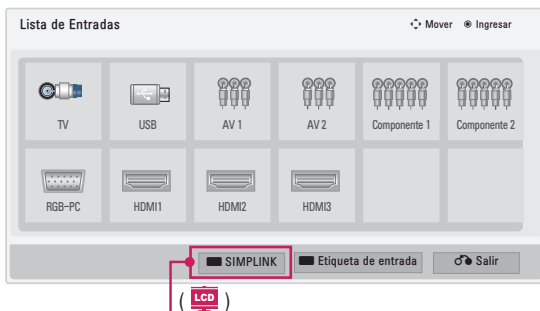 Lista de Entradas
Mover Ingresar
TV USB AV 1 AV 2 Componente 1 Componente 2
RGB-PC HDMI1 HDMI2 HDMI3
SIMPLINK Etiqueta de entrada Salir
( LCD )